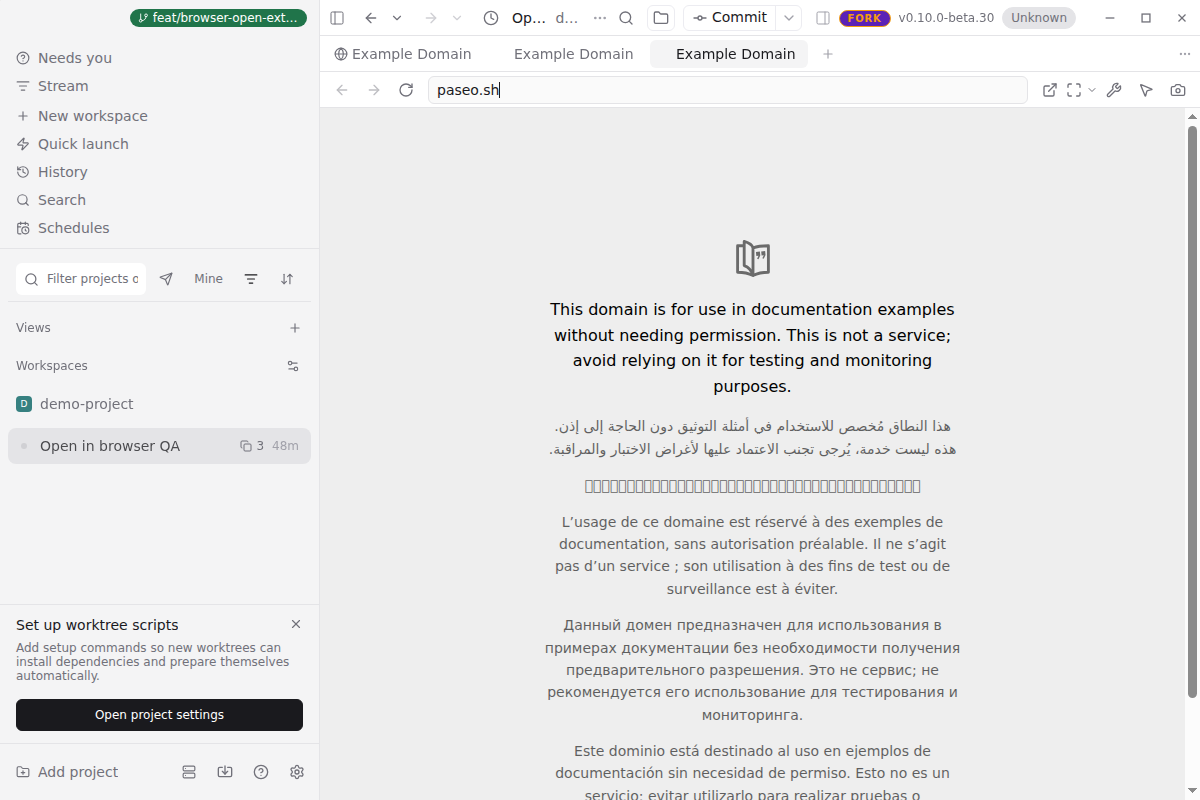 feat/browser-open-ext...
Op... d...
Commit
FORK
v0.10.0-beta.30
Unknown
Needs you
Stream
New workspace
Quick launch
History
Search
Schedules
Filter projects o
Mine
Views
Workspaces
D demo-project
Open in browser QA 3 48m
Set up worktree scripts
Add setup commands so new worktrees can
install dependencies and prepare themselves
automatically.
Open project settings
Add project
Example Domain
Example Domain
Example Domain
paseo.sh
This domain is for use in documentation examples
without needing permission. This is not a service;
avoid relying on it for testing and monitoring
purposes.
هذا النطاق مُخصص للاستخدام في أمثلة التوثيق دون الحاجة إلى إذن.
هذه ليست خدمة، يُرجى تجنب الاعتماد عليها لأغراض الاختبار والمراقبة.
L’usage de ce domaine est réservé à des exemples de
documentation, sans autorisation préalable. Il ne s’agit
pas d’un service ; son utilisation à des fins de test ou de
surveillance est à éviter.
Данный домен предназначен для использования в
примерах документации без необходимости получения
предварительного разрешения. Это не сервис; не
рекомендуется его использование для тестирования и
мониторинга.
Este dominio está destinado al uso en ejemplos de
documentación sin necesidad de permiso. Esto no es un
servicio; evitar utilizarlo para realizar pruebas o